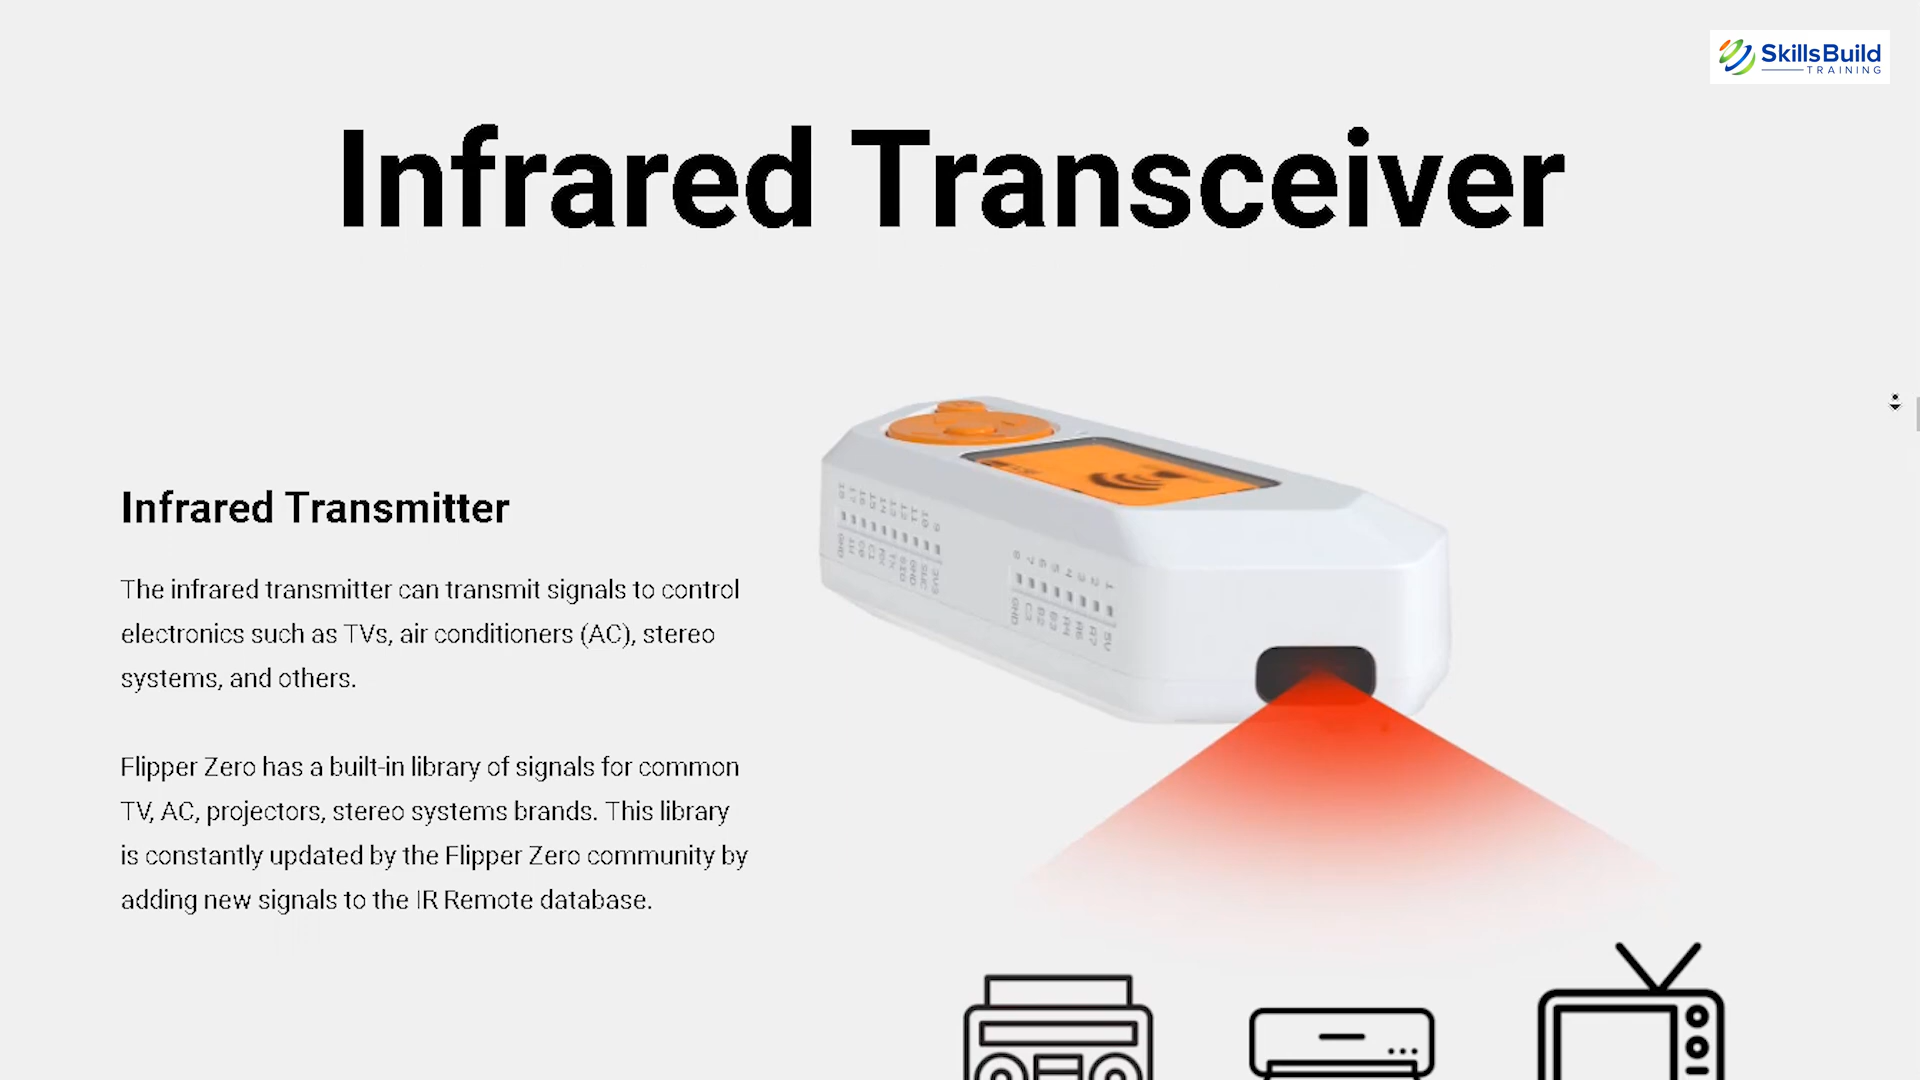 SkillsBuild
TRAINING
Infrared Transceiver
Infrared Transmitter
The infrared transmitter can transmit signals to control
electronics such as TVs, air conditioners (AC), stereo
systems, and others.
Flipper Zero has a built-in library of signals for common
TV, AC, projectors, stereo systems brands. This library
is constantly updated by the Flipper Zero community by
adding new signals to the IR Remote database.